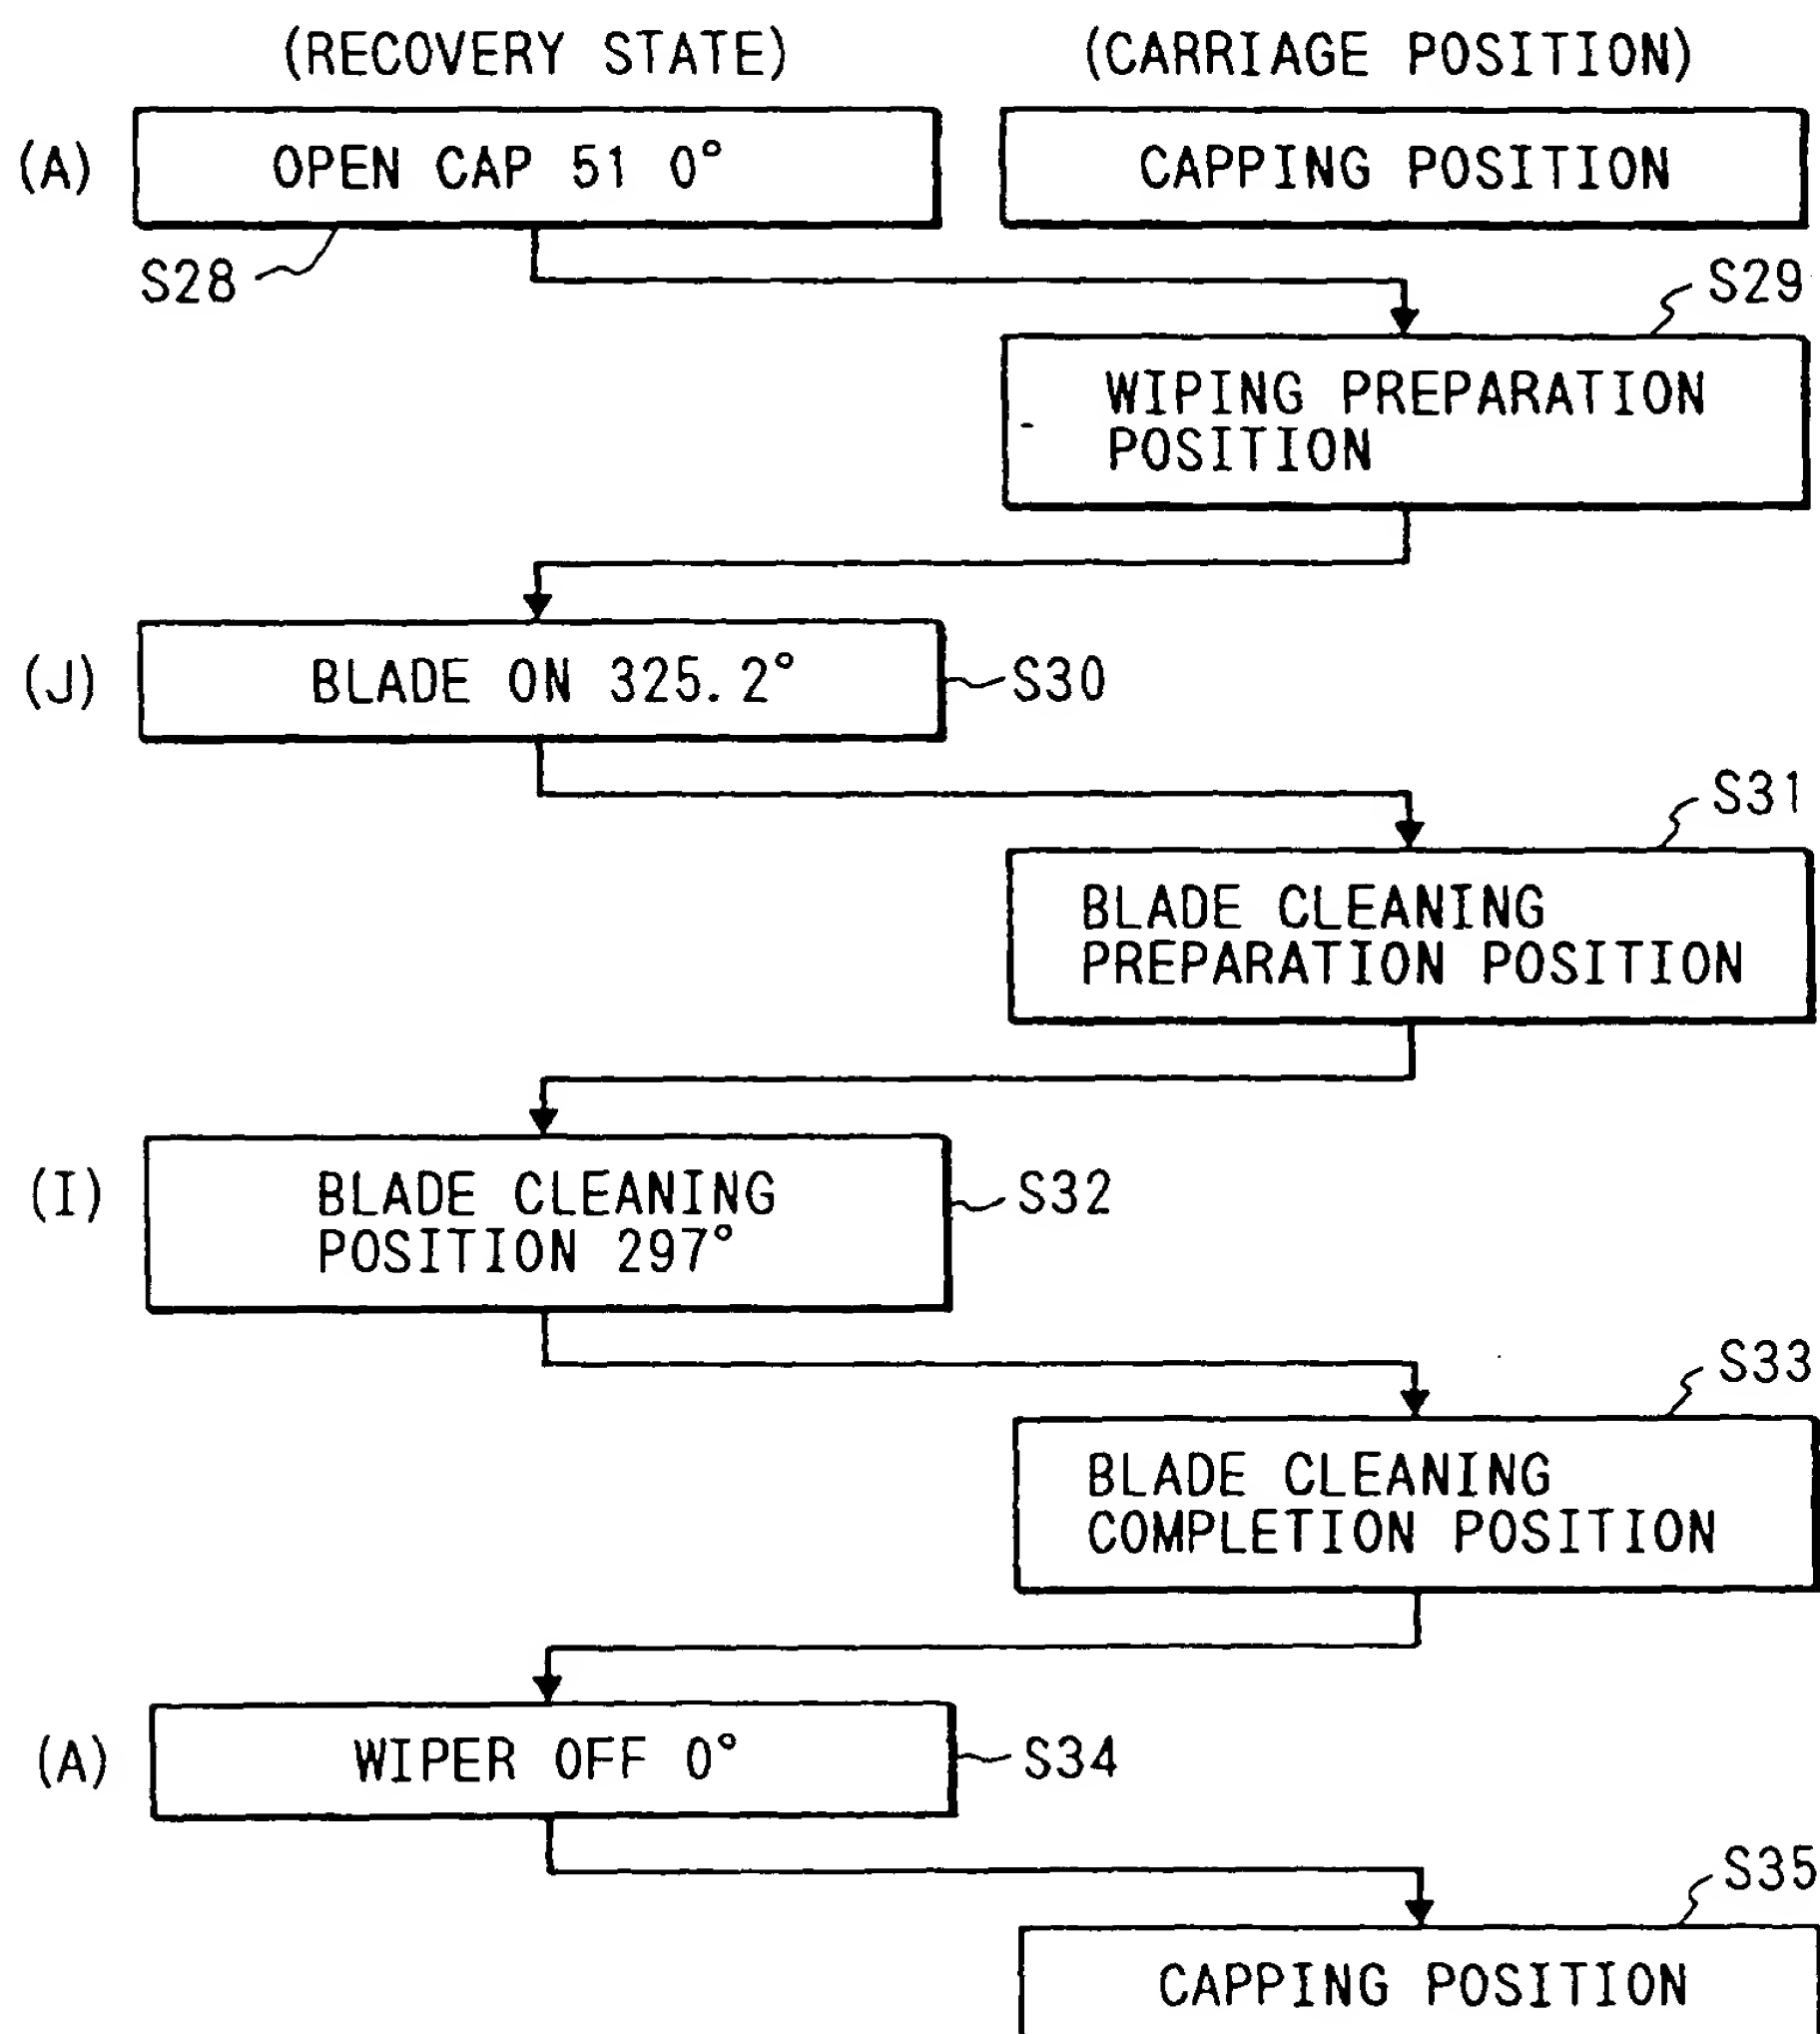 (RECOVERY STATE) (CARRIAGE POSITION)
(A) OPEN CAP 51 0° CAPPING POSITION
S28 S29
WIPING PREPARATION
POSITION
(J) BLADE ON 325.2° S30
S31
BLADE CLEANING
PREPARATION POSITION
(I) BLADE CLEANING
POSITION 297°
S32
S33
BLADE CLEANING
COMPLETION POSITION
(A) WIPER OFF 0° S34
S35
CAPPING POSITION